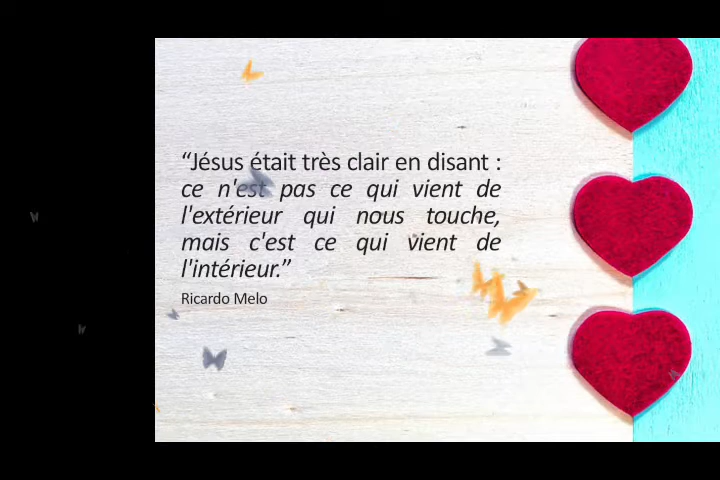 “Jésus était très clair en disant :
ce n'est pas ce qui vient de
l'extérieur qui nous touche,
mais c'est ce qui vient de
l'intérieur.”
Ricardo Melo